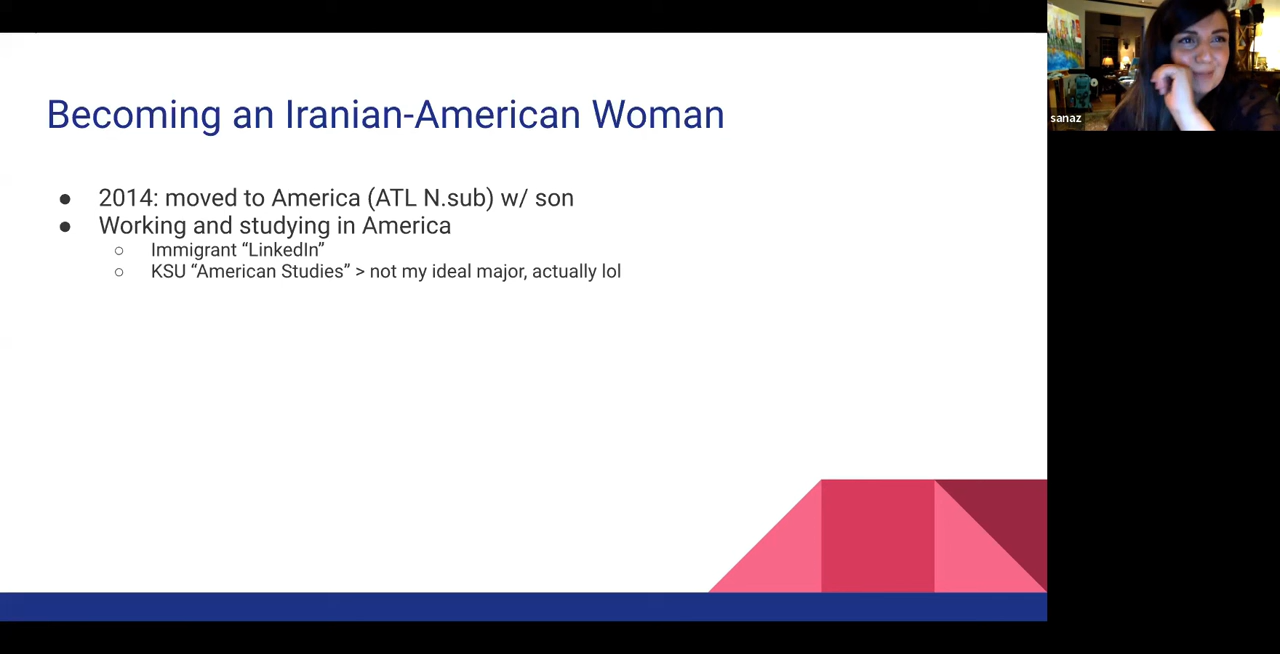 Becoming an Iranian-American Woman
● 2014: moved to America (ATL N.sub) w/ son
● Working and studying in America
○ Immigrant “LinkedIn”
○ KSU “American Studies” > not my ideal major, actually lol
sanaz